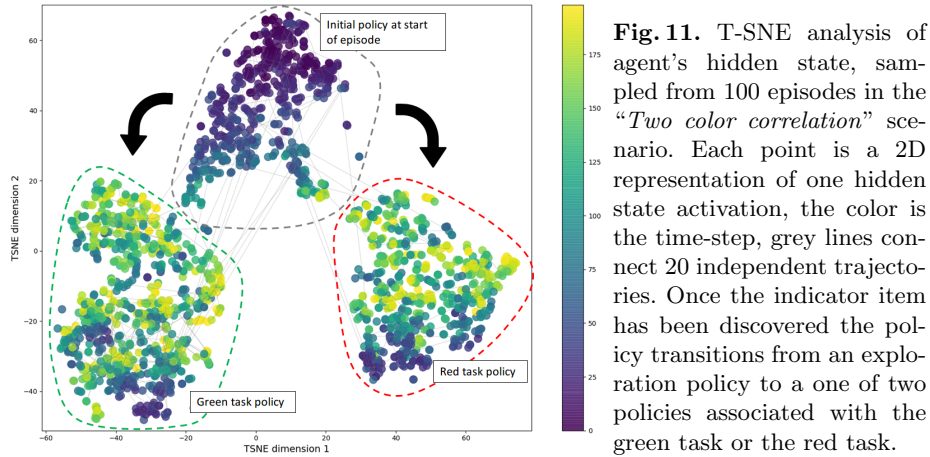 Initial policy at start
of episode
Green task policy
Red task policy
TSNE dimension 2
60
40
20
0
−20
−40
−60
−40
−20
0
20
40
60
TSNE dimension 1
175
150
125
100
75
50
25
0
Fig. 11. T-SNE analysis of
agent's hidden state, sam-
pled from 100 episodes in the
"Two color correlation" sce-
nario. Each point is a 2D
representation of one hidden
state activation, the color is
the time-step, grey lines con-
nect 20 independent trajecto-
ries. Once the indicator item
has been discovered the pol-
icy transitions from an explo-
ration policy to a one of two
policies associated with the
green task or the red task.